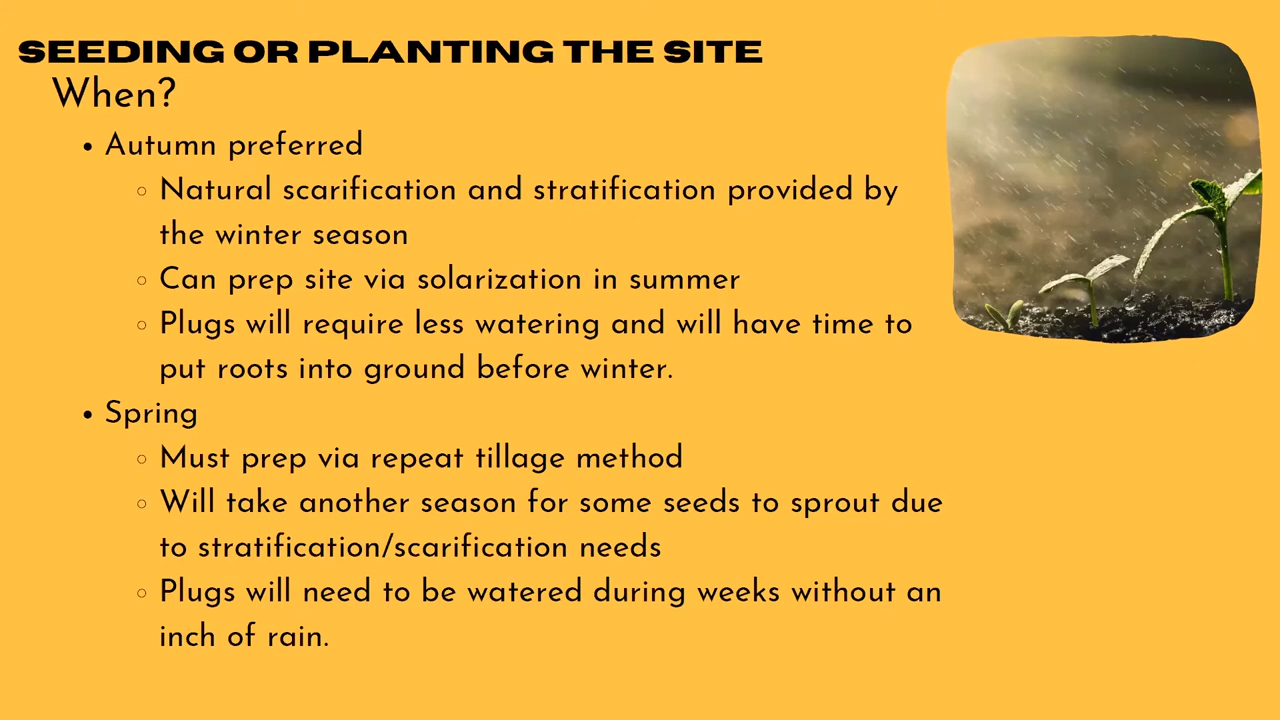 SEEDING OR PLANTING THE SITE
When?
• Autumn preferred
◦ Natural scarification and stratification provided by
the winter season
◦ Can prep site via solarization in summer
◦ Plugs will require less watering and will have time to
put roots into ground before winter.
• Spring
◦ Must prep via repeat tillage method
◦ Will take another season for some seeds to sprout due
to stratification/scarification needs
◦ Plugs will need to be watered during weeks without an
inch of rain.